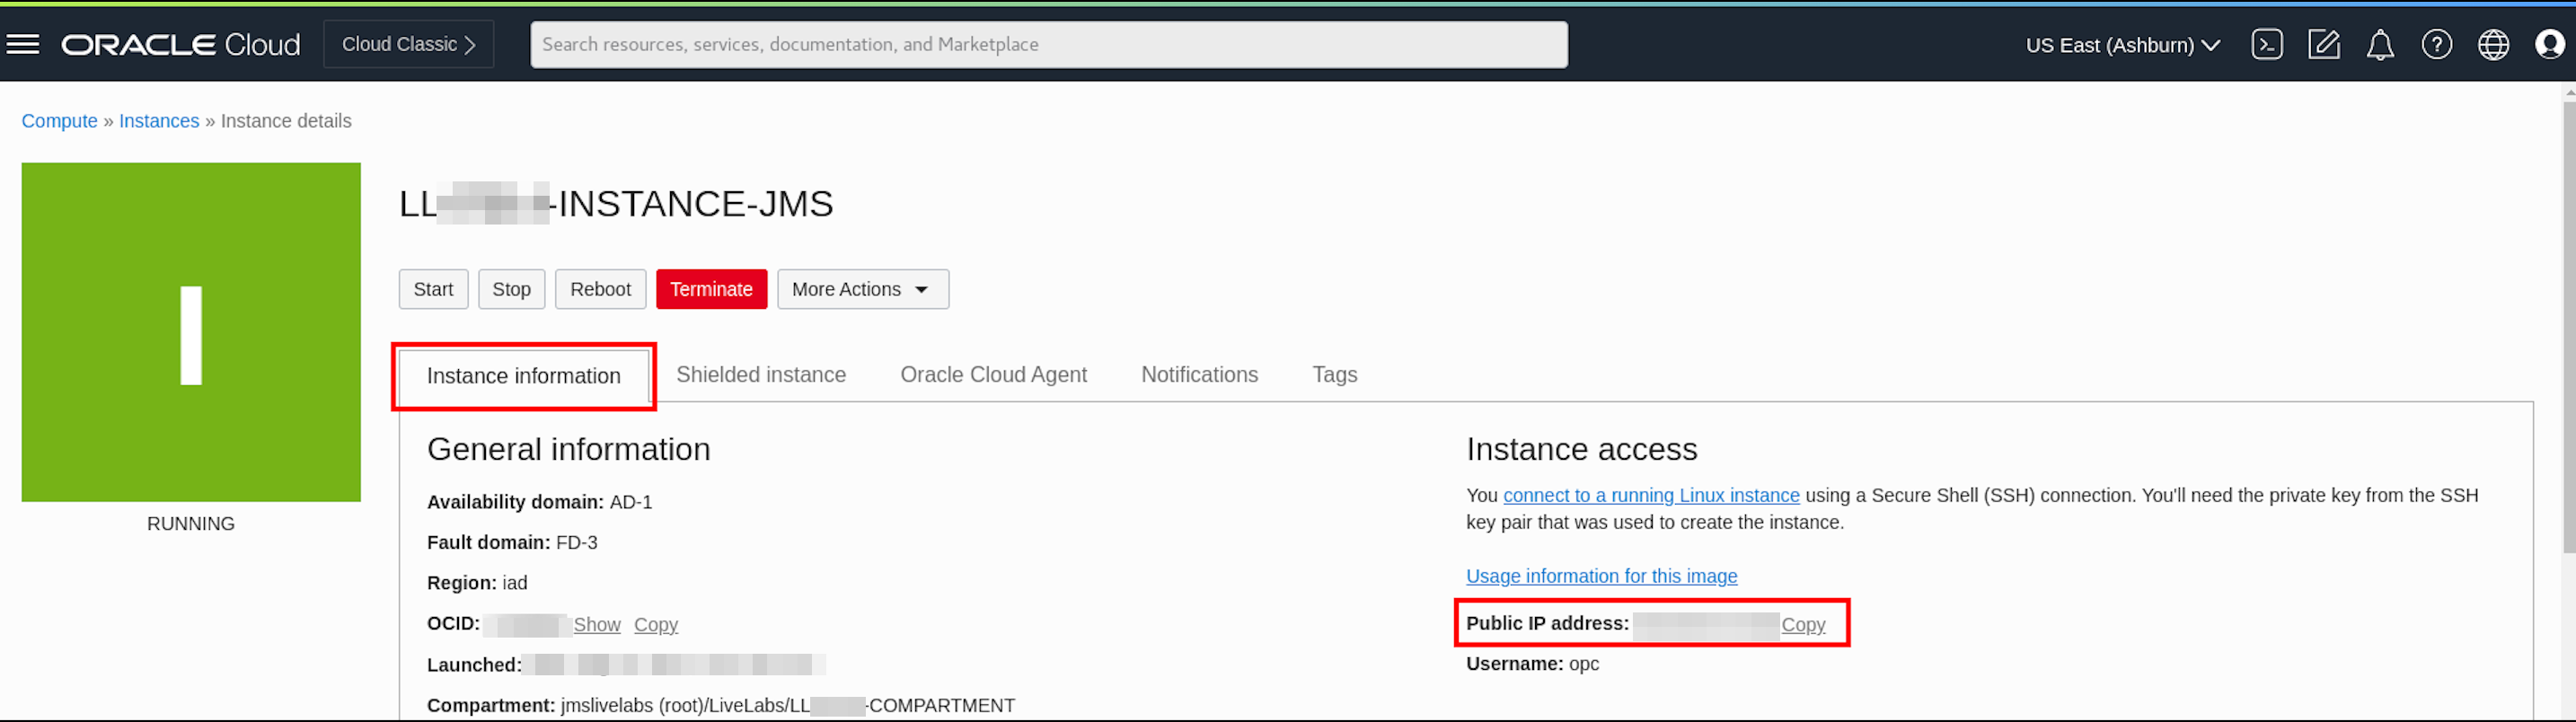 ORACLE Cloud
Cloud Classic
Search resources, services, documentation, and Marketplace
US East (Ashburn)
Compute » Instances » Instance details
LL -INSTANCE-JMS
Start
Stop
Reboot
Terminate
More Actions
Instance information
Shielded instance
Oracle Cloud Agent
Notifications
Tags
RUNNING
General information
Availability domain: AD-1
Fault domain: FD-3
Region: iad
OCID: Show Copy
Launched:
Compartment: jmslivelabs (root)/LiveLabs/LL -COMPARTMENT
Instance access
You connect to a running Linux instance using a Secure Shell (SSH) connection. You'll need the private key from the SSH
key pair that was used to create the instance.
Usage information for this image
Public IP address: Copy
Username: opc